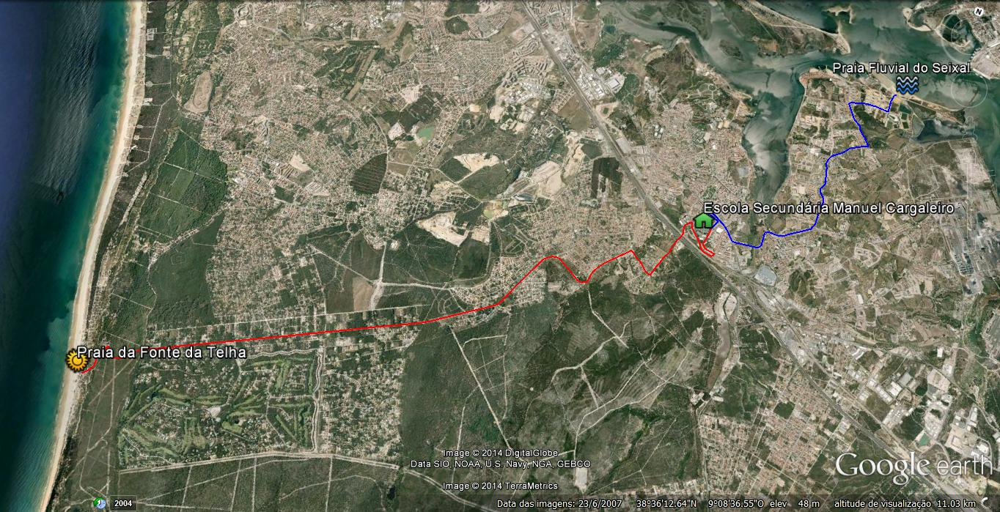 N
Praia Fluvial do Seixal
Escola Secundária Manuel Cargaleiro
Praia da Fonte da Telha
Image © 2014 DigitalGlobe
Data SIO, NOAA, U.S. Navy, NGA, GEBCO
Image © 2014 TerraMetrics
Google earth
2004
Data das imagens: 23/6/2007 38°36'12.64"N 9°08'36.55"O elev 48 m altitude de visualização 11.03 km